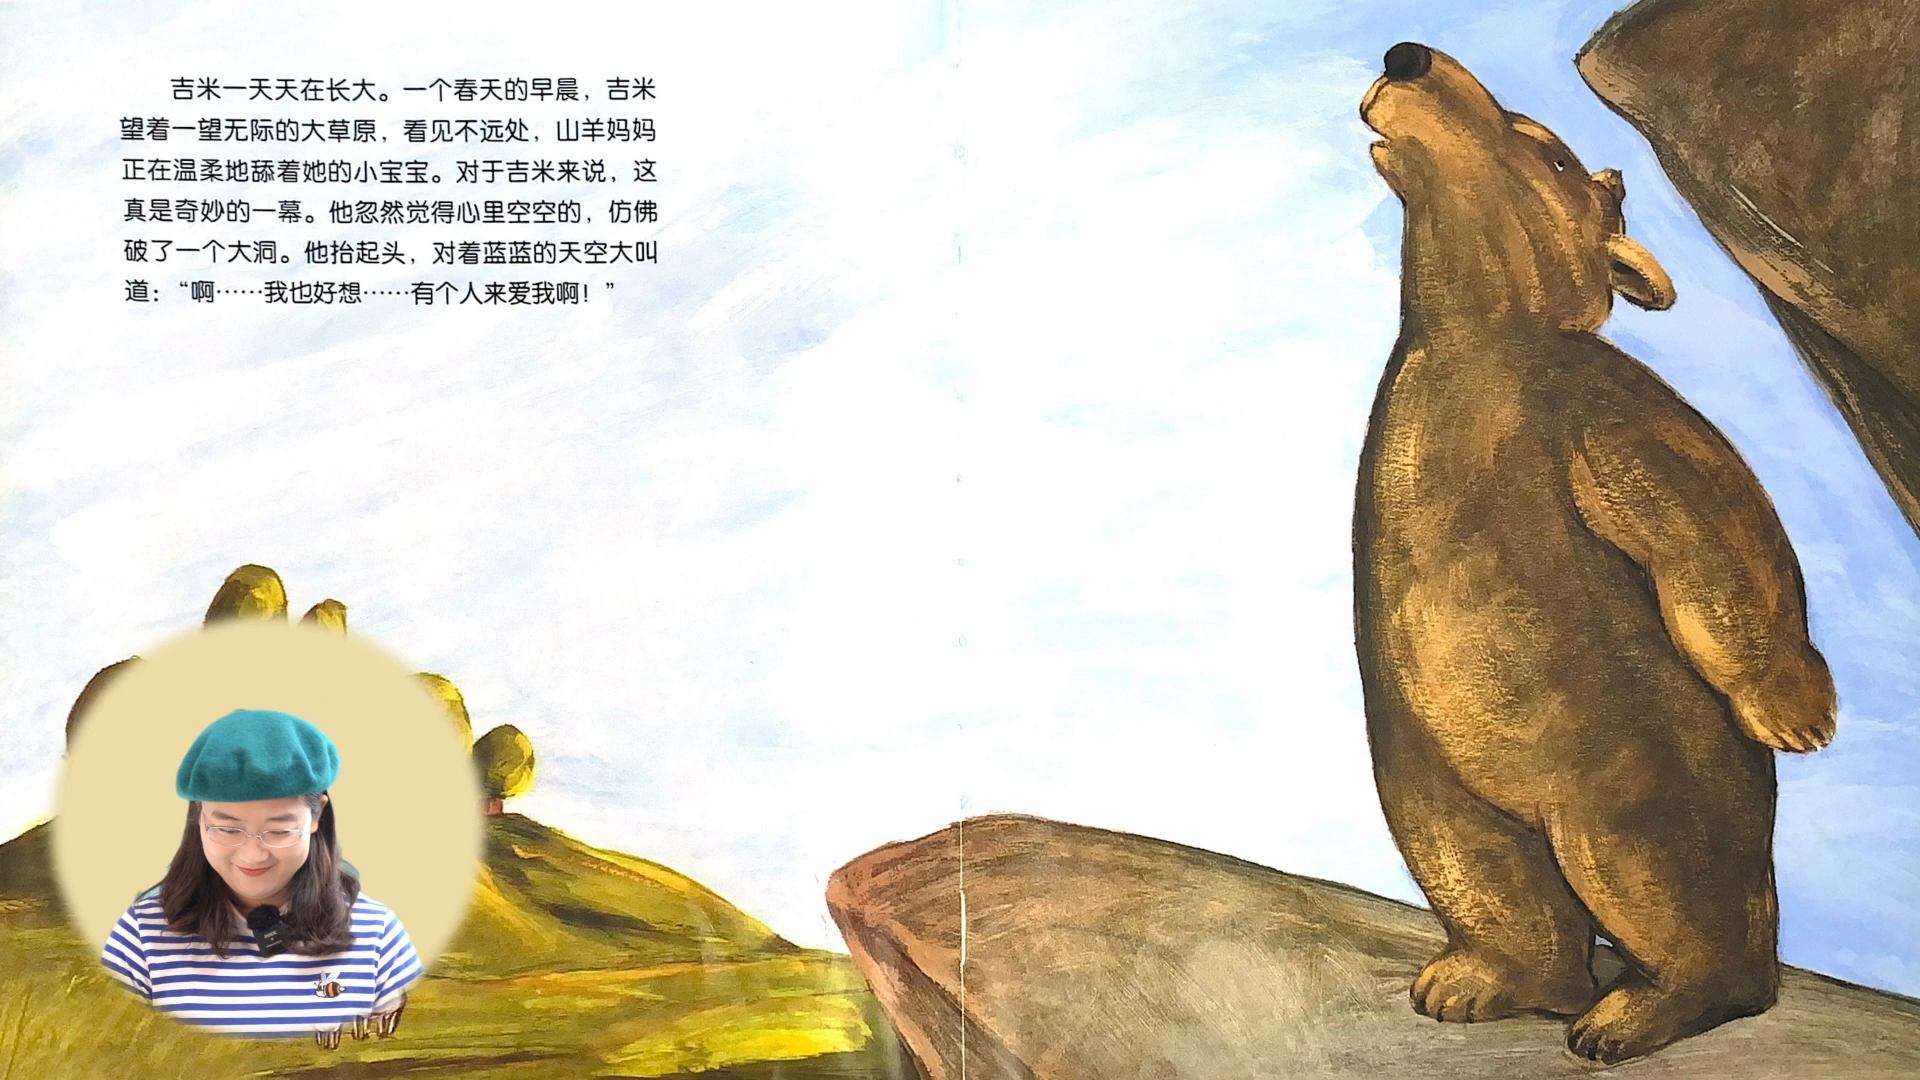 吉米一天天在长大。一个春天的早晨，吉米
望着一望无际的大草原，看见不远处，山羊妈妈
正在温柔地舔着她的小宝宝。对于吉米来说，这
真是奇妙的一幕。他忽然觉得心里空空的，仿佛
破了一个大洞。他抬起头，对着蓝蓝的天空大叫
道：“啊……我也好想……有个人来爱我啊！”